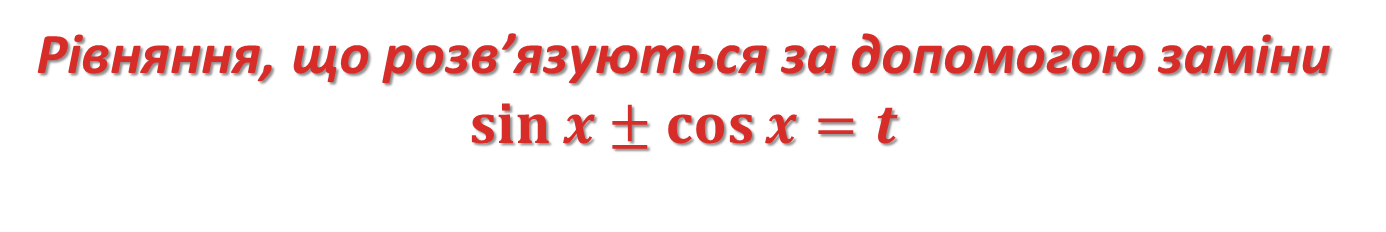 Рівняння, що розв’язуються за допомогою заміни
sin x ± cos x = t